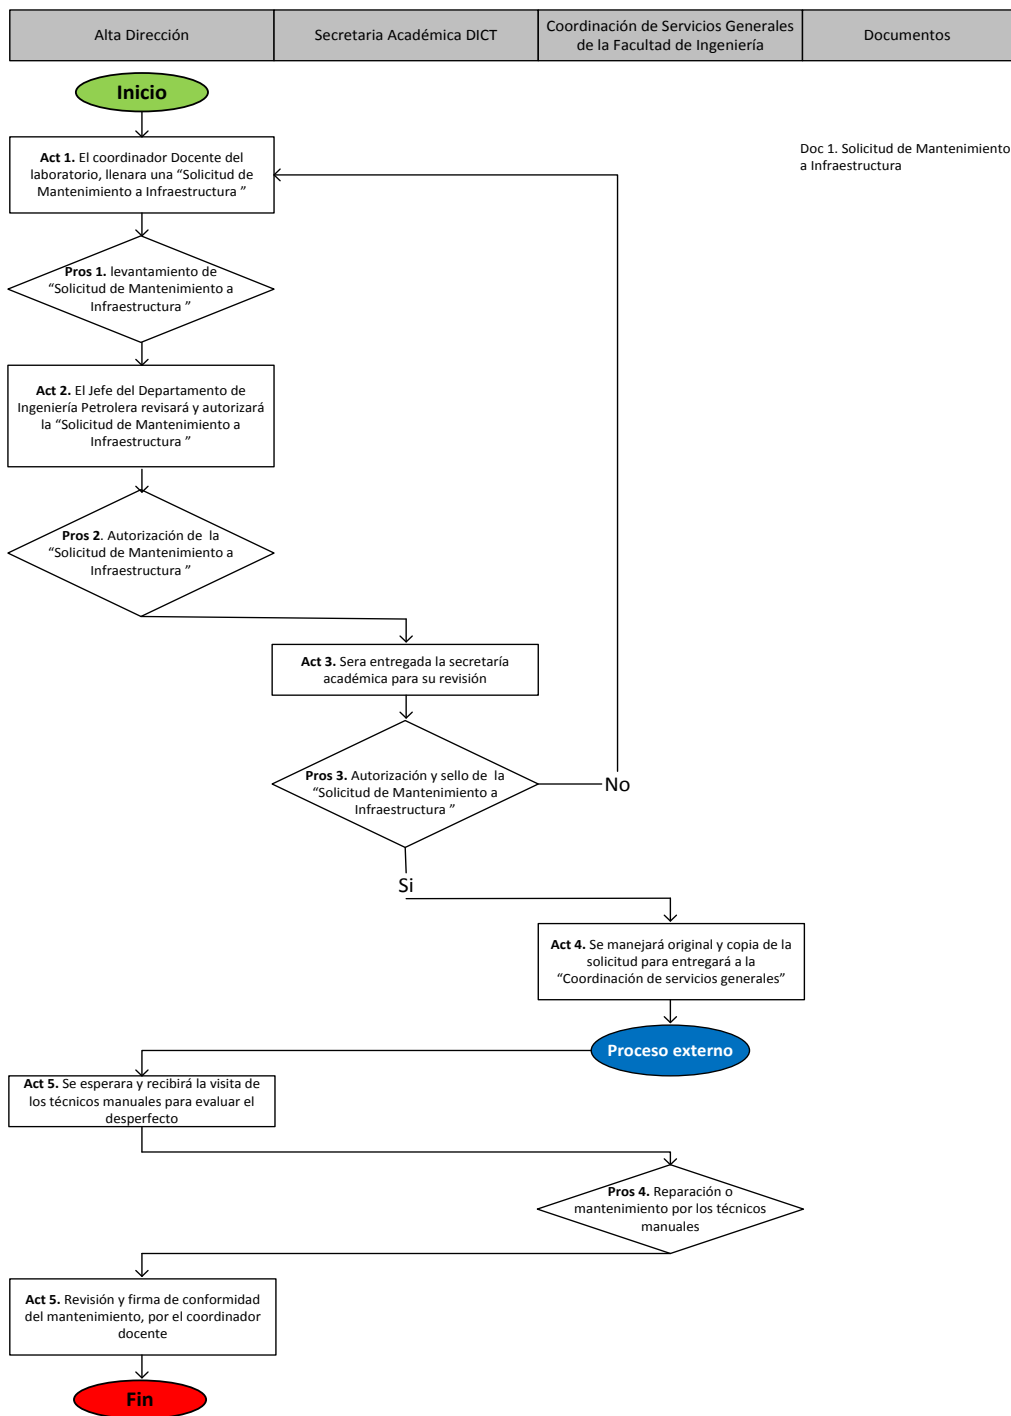 Alta Dirección
Secretaria Académica DICT
Coordinación de Servicios Generales
de la Facultad de Ingeniería
Documentos
Inicio
Act 1. El coordinador Docente del
laboratorio, llenara una “Solicitud de
Mantenimiento a Infraestructura ”
Doc 1. Solicitud de Mantenimiento
a Infraestructura
Pros 1. levantamiento de
“Solicitud de Mantenimiento a
Infraestructura ”
Act 2. El Jefe del Departamento de
Ingeniería Petrolera revisará y autorizará
la “Solicitud de Mantenimiento a
Infraestructura ”
Pros 2. Autorización de  la
“Solicitud de Mantenimiento a
Infraestructura ”
Act 3. Sera entregada la secretaría
académica para su revisión
Pros 3. Autorización y sello de  la
“Solicitud de Mantenimiento a
Infraestructura ”
No
Si
Act 4. Se manejará original y copia de la
solicitud para entregará a la
“Coordinación de servicios generales”
Proceso externo
Act 5. Se esperara y recibirá la visita de
los técnicos manuales para evaluar el
desperfecto
Pros 4. Reparación o
mantenimiento por los técnicos
manuales
Act 5. Revisión y firma de conformidad
del mantenimiento, por el coordinador
docente
Fin